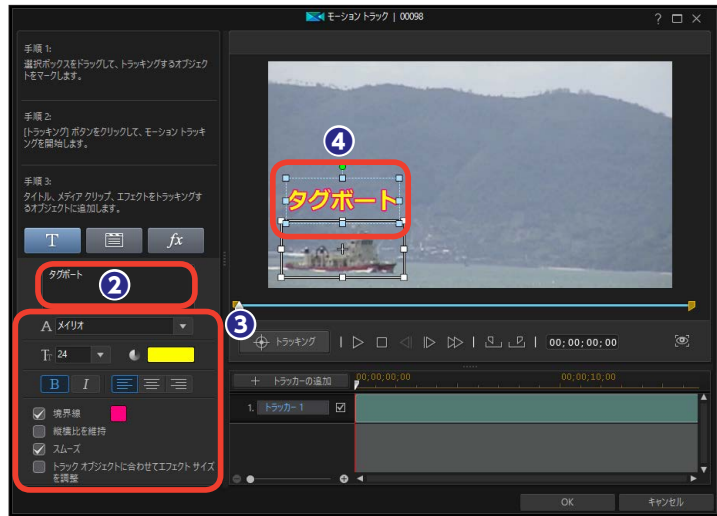 モーション トラック | 00098
手順 1:
選択ボックスをドラッグして、トラッキングするオブジェク
トをマークします。
手順 2:
[トラッキング] ボタンをクリックして、モーション トラッキ
ングを開始します。
手順 3:
タイトル、メディア クリップ、エフェクトをトラッキングす
るオブジェクトに追加します。
T
fx
タグボート
②
③
メイリオ
24
B I
境界線
縦横比を維持
スムーズ
トラック オブジェクトに合わせてエフェクト サイズ
を調整
④
タグボート
トラッキング
00;00;00;00
トラッカーの追加
00;00;00;00
00;00;10;00
1. トラッカー 1
OK
キャンセル